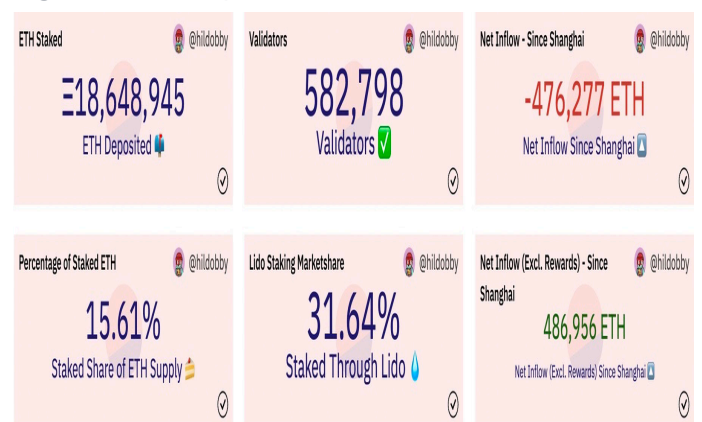 ETH Staked @hildobby
Ξ18,648,945
ETH Deposited 📫
Validators @hildobby
582,798
Validators ✅
Net Inflow - Since Shanghai @hildobby
-476,277 ETH
Net Inflow Since Shanghai 🔼
Percentage of Staked ETH @hildobby
15.61%
Staked Share of ETH Supply 🍰
Lido Staking Marketshare @hildobby
31.64%
Staked Through Lido 💧
Net Inflow (Excl. Rewards) - Since @hildobby
Shanghai
486,956 ETH
Net Inflow (Excl. Rewards) Since Shanghai 🔼